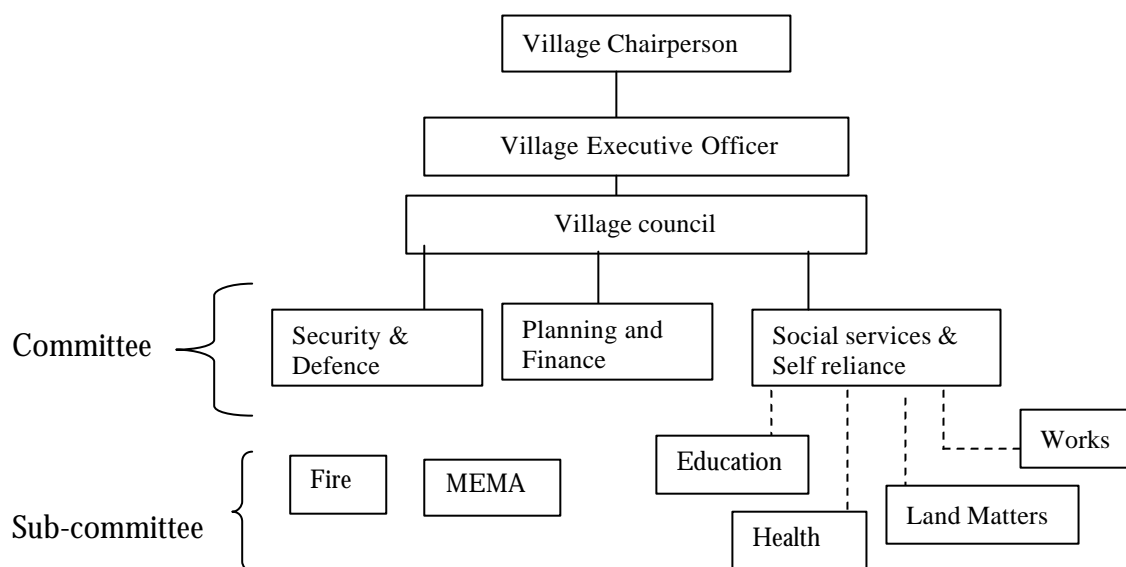 Village Chairperson
Village Executive Officer
Village council
Committee
Security &
Defence
Planning and
Finance
Social services &
Self reliance
Sub-committee
Fire
MEMA
Education
Works
Health
Land Matters